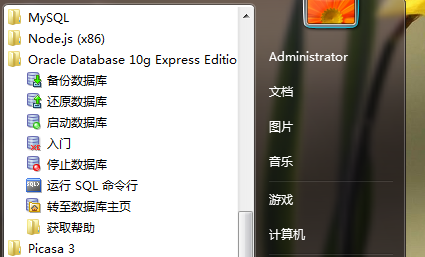 MySQL
Node.js (x86)
Oracle Database 10g Express Editio
备份数据库
还原数据库
启动数据库
入门
停止数据库
运行 SQL 命令行
转至数据库主页
获取帮助
Picasa 3
Administrator
文档
图片
音乐
游戏
计算机